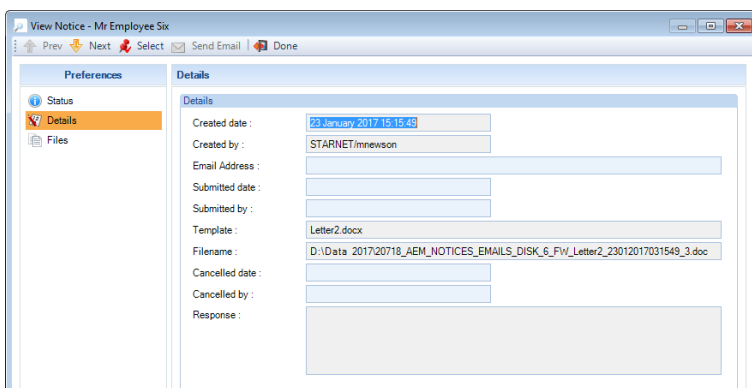 View Notice - Mr Employee Six
Prev Next Select Send Email Done
Preferences
Status
Details
Files
Details
Details
Created date : 23 January 2017 15:15:49
Created by : STARNET/mnewson
Email Address :
Submitted date :
Submitted by :
Template : Letter2.docx
Filename : D:\Data 2017\20718_AEM_NOTICES_EMAILS_DISK_6_FW_Letter2_23012017031549_3.doc
Cancelled date :
Cancelled by :
Response :